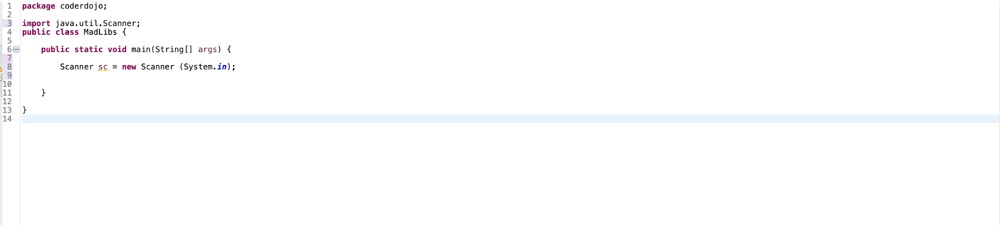 1 package coderdojo;
2
3 import java.util.Scanner;
4 public class MadLibs {
5
6 public static void main(String[] args) {
7
8 Scanner sc = new Scanner (System.in);
9
10
11 }
12
13 }
14